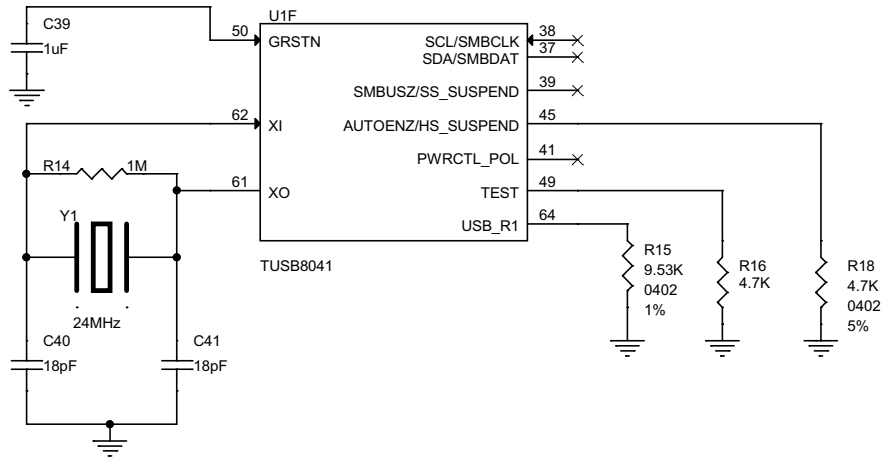 U1F
C39
1uF
50
GRSTN
SCL/SMBCLK
38
SDA/SMBDAT
37
SMBUSZ/SS_SUSPEND
39
62
XI
AUTOENZ/HS_SUSPEND
45
PWRCTL_POL
41
R14
1M
61
XO
TEST
49
USB_R1
64
Y1
TUSB8041
R15
9.53K
0402
1%
R16
4.7K
R18
4.7K
0402
5%
24MHz
C40
18pF
C41
18pF